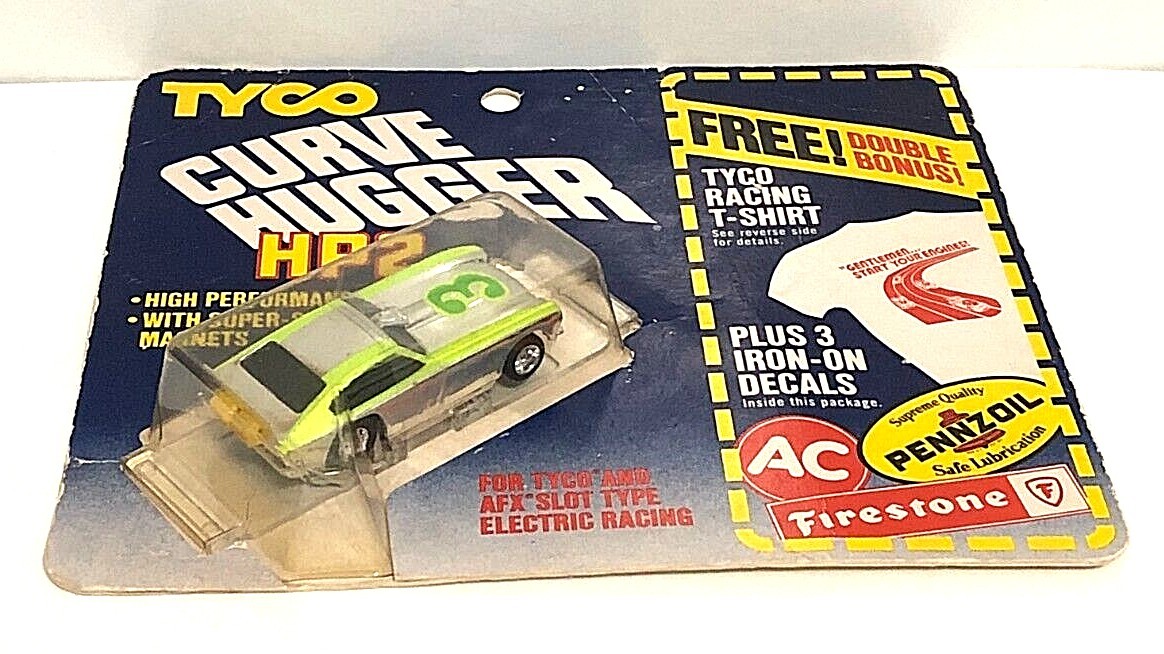 TYCO
CURVE
HUGGER
HP2
• HIGH PERFORMAN
• WITH SUPER-S
MAGNETS
3
FOR TYCO® AND
AFX® SLOT TYPE
ELECTRIC RACING
FREE! DOUBLE
BONUS!
TYCO
RACING
T-SHIRT
See reverse side
for details.
"GENTLEMEN...
START YOUR ENGINES!"
PLUS 3
IRON-ON
DECALS
Inside this package.
AC
Supreme Quality
PENNZOIL
Safe Lubrication
Firestone
F